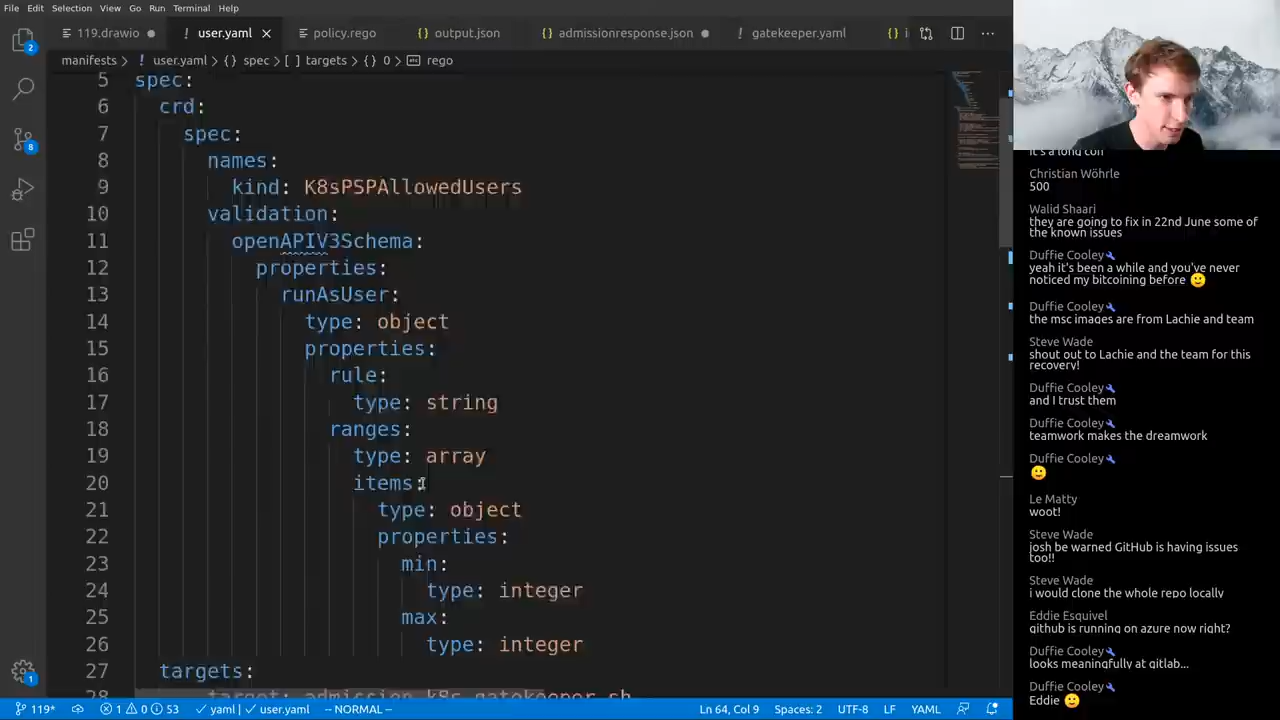 File Edit Selection View Go Run Terminal Help
119.drawio
! user.yaml
policy.rego
{} output.json
{} admissionresponse.json
! gatekeeper.yaml
{} i
manifests > ! user.yaml > {} spec > [ ] targets > {} 0 > rego
5 spec:
6 crd:
7 spec:
8 names:
9 kind: K8sPSPAllowedUsers
10 validation:
11 openAPIV3Schema:
12 properties:
13 runAsUser:
14 type: object
15 properties:
16 rule:
17 type: string
18 ranges:
19 type: array
20 items:
21 type: object
22 properties:
23 min:
24 type: integer
25 max:
26 type: integer
27 targets:
28 target: admission.k8s.gatekeeper.sh
2
8
1
119* 1 0 53 yaml | user.yaml -- NORMAL -- Ln 64, Col 9 Spaces: 2 UTF-8 LF YAML
it's a long con
Christian Wöhrle
500
Walid Shaari
they are going to fix in 22nd June some of
the known issues
Duffie Cooley
yeah it's been a while and you've never
noticed my bitcoining before 🙂
Duffie Cooley
the msc images are from Lachie and team
Steve Wade
shout out to Lachie and the team for this
recovery!
Duffie Cooley
and I trust them
Duffie Cooley
teamwork makes the dreamwork
Duffie Cooley
🙂
Le Matty
woot!
Steve Wade
josh be warned GitHub is having issues
too!!
Steve Wade
i would clone the whole repo locally
Eddie Esquivel
github is running on azure now right?
Duffie Cooley
looks meaningfully at gitlab...
Duffie Cooley
Eddie 🙂